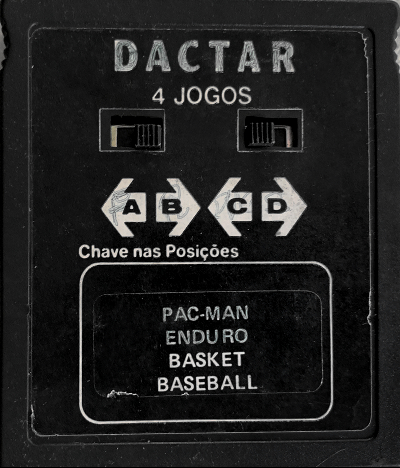 DACTAR
4 JOGOS
A B C D
Chave nas Posições
PAC-MAN
ENDURO
BASKET
BASEBALL